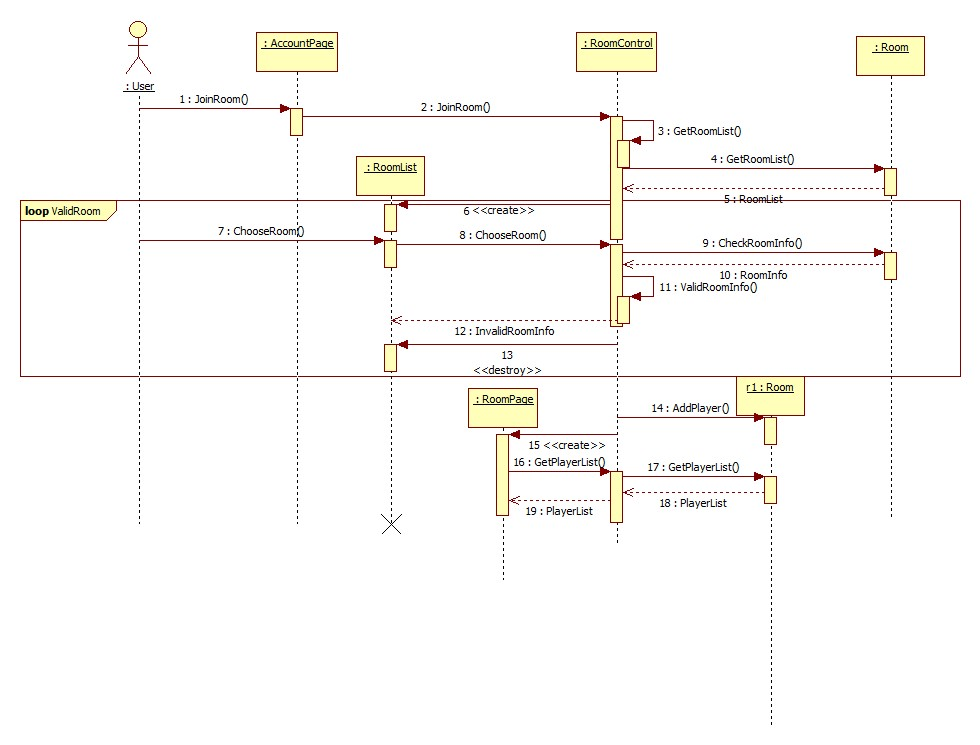 : AccountPage
: RoomControl
: Room
: User
1 : JoinRoom()
2 : JoinRoom()
3 : GetRoomList()
4 : GetRoomList()
: RoomList
5 : RoomList
loop ValidRoom
6 <<create>>
7 : ChooseRoom()
8 : ChooseRoom()
9 : CheckRoomInfo()
10 : RoomInfo
11 : ValidRoomInfo()
12 : InvalidRoomInfo
13
<<destroy>>
r1 : Room
: RoomPage
14 : AddPlayer()
15 <<create>>
16 : GetPlayerList()
17 : GetPlayerList()
18 : PlayerList
19 : PlayerList